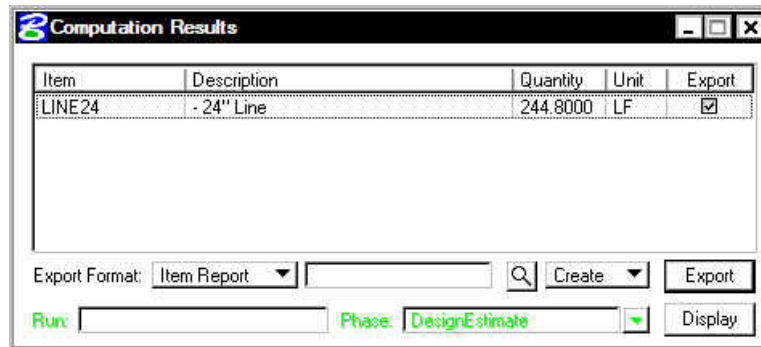 Computation Results
Item Description Quantity Unit Export
LINE24 - 24" Line 244.8000 LF
Export Format: Item Report Create Export
Run: Phase: DesignEstimate Display